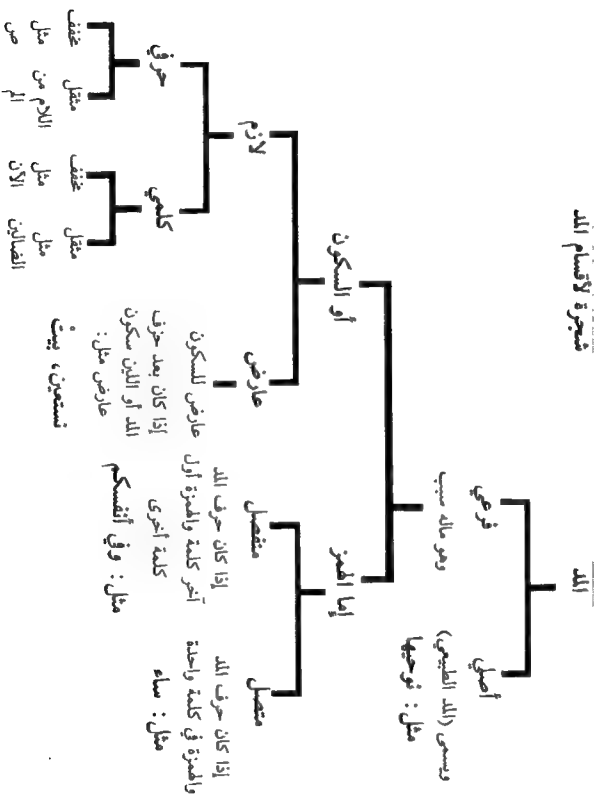 شجرة لأقسام المد
المد
أصلي
ويسمى (المد الطبيعي)
مثل: نوحيها
فرعي
وهو ماله سبب
إما الهمز
أو السكون
متصل
إذا كان حرف المد
والهمزة في كلمة واحدة
مثل: ساء
منفصل
إذا كان حرف المد
آخر كلمة والهمزة أول
كلمة أخرى
مثل: وفي أنفسكم
عارض
عارض للسكون
إذا كان بعد حرف
المد أو اللين سكون
عارض مثل:
نستعين، بيت
لازم
كلمي
مثقل
مثل
الضالين
مخفف
مثل
الآن
حرفي
مثقل
اللام من
الم
مخفف
مثل
ص